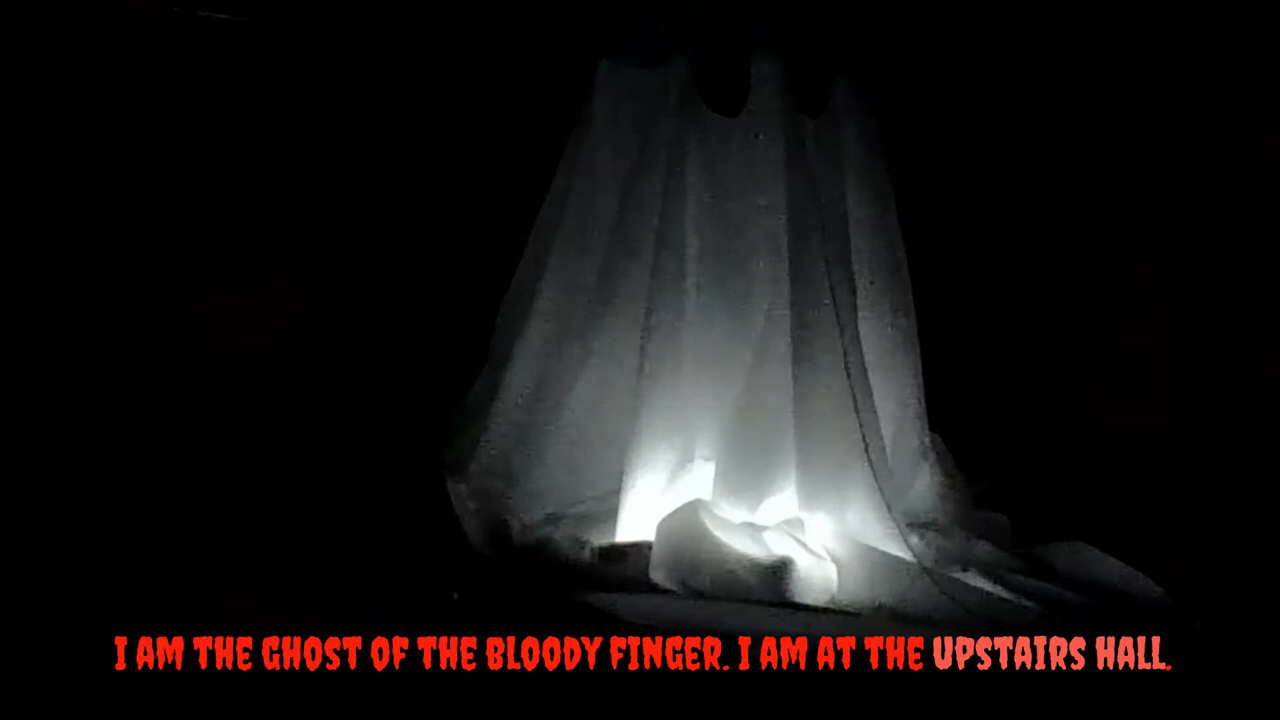 I AM THE GHOST OF THE BLOODY FINGER. I AM AT THE UPSTAIRS HALL.